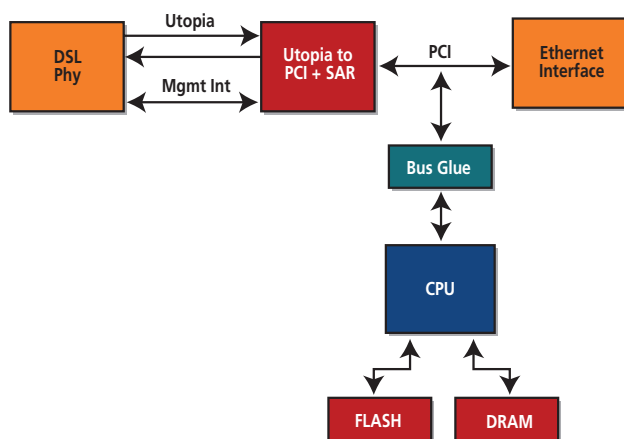 Utopia
DSL
Phy
Mgmt Int
Utopia to
PCI + SAR
PCI
Ethernet
Interface
Bus Glue
CPU
FLASH
DRAM